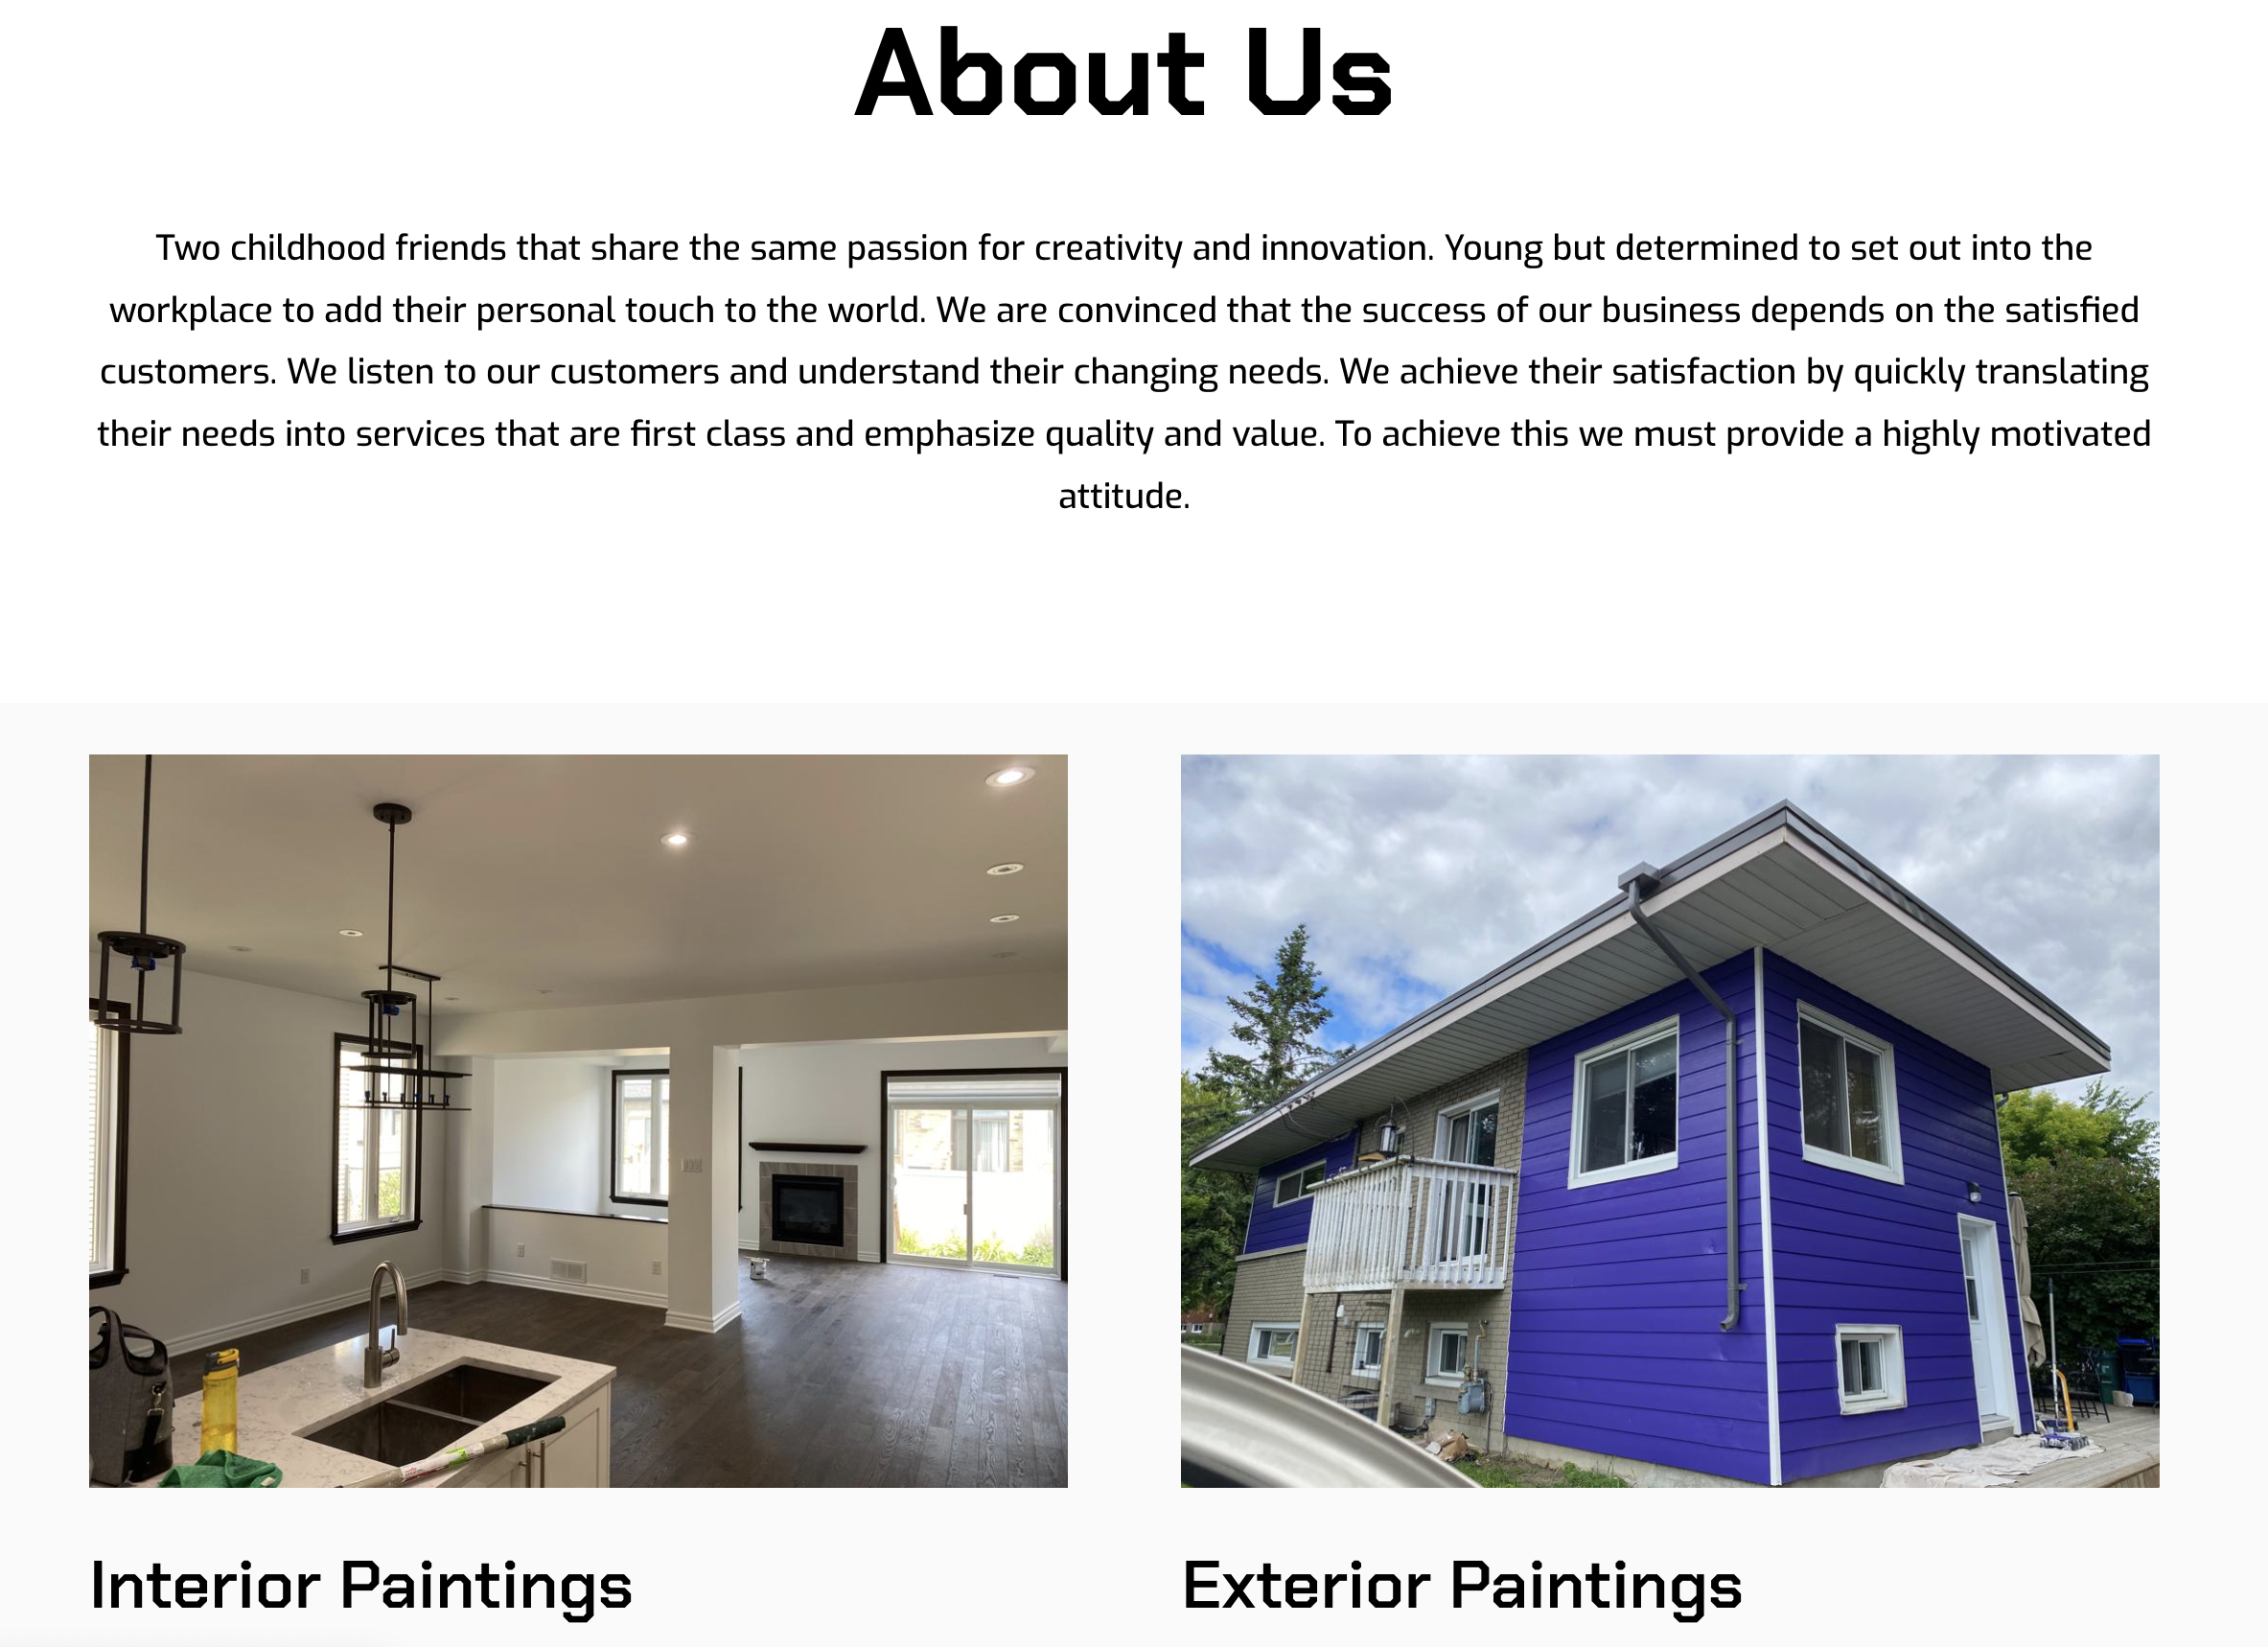 About Us
Two childhood friends that share the same passion for creativity and innovation. Young but determined to set out into the
workplace to add their personal touch to the world. We are convinced that the success of our business depends on the satisfied
customers. We listen to our customers and understand their changing needs. We achieve their satisfaction by quickly translating
their needs into services that are first class and emphasize quality and value. To achieve this we must provide a highly motivated
attitude.
Interior Paintings
Exterior Paintings